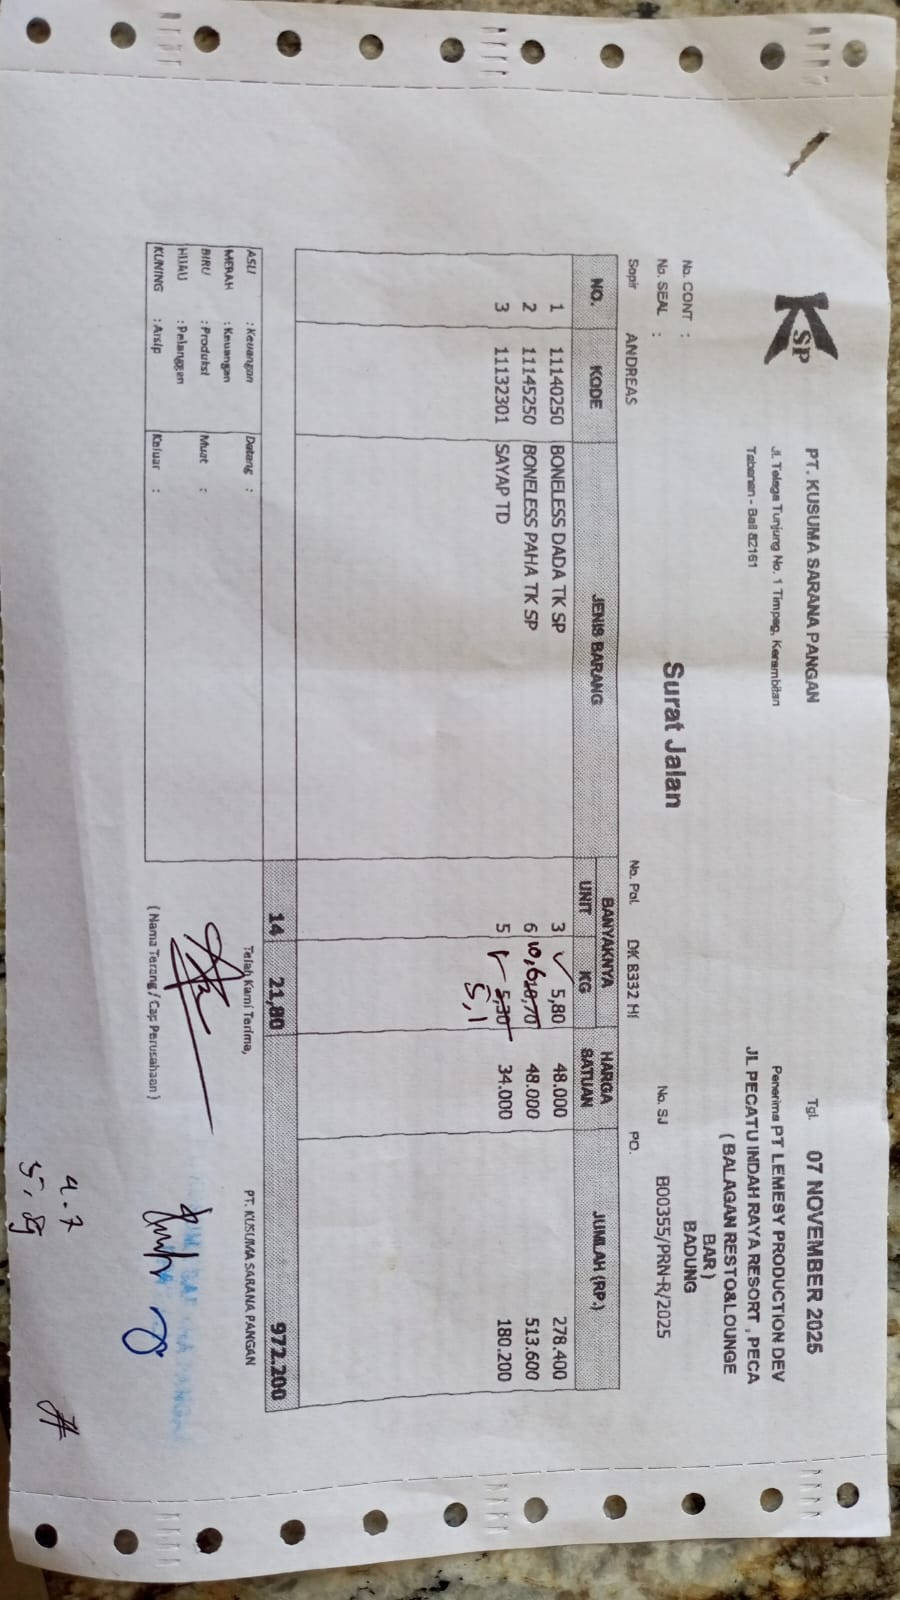 KSP
PT. KUSUMA SARANA PANGAN
Jl. Telaga Tunjung No. 1 Timpag, Kerambitan
Tabanan - Bali 82161
Tgl. 07 NOVEMBER 2025
Penerima PT LEMESY PRODUCTION DEV
JL PECATU INDAH RAYA RESORT , PECA
( BALAGAN RESTO&LOUNGE
BAR )
BADUNG
No. CONT :
No. SEAL :
Surat Jalan
Sopir ANDREAS
No. Pol. DK 8332 HI
No. SJ B00355/PRN-R/2025
PO.
NO. KODE JENIS BARANG BANYAKNYA HARGA SATUAN JUMLAH (RP.)
UNIT KG
1 11140250 BONELESS DADA TK SP 3 ✓ 5,80 48.000 278.400
2 11145250 BONELESS PAHA TK SP 6 10,6 10,70 48.000 513.600
3 11132301 SAYAP TD 5 ✓ 5,30 34.000 180.200
5,1
14 21,80 972.200
ASLI : Keuangan
MERAH : Keuangan
BIRU : Produksi
HIJAU : Pelanggan
KUNING : Arsip
Datang :
Muat :
Keluar :
Telah Kami Terima,
( Nama Terang / Cap Perusahaan )
PT. KUSUMA SARANA PANGAN
4.7